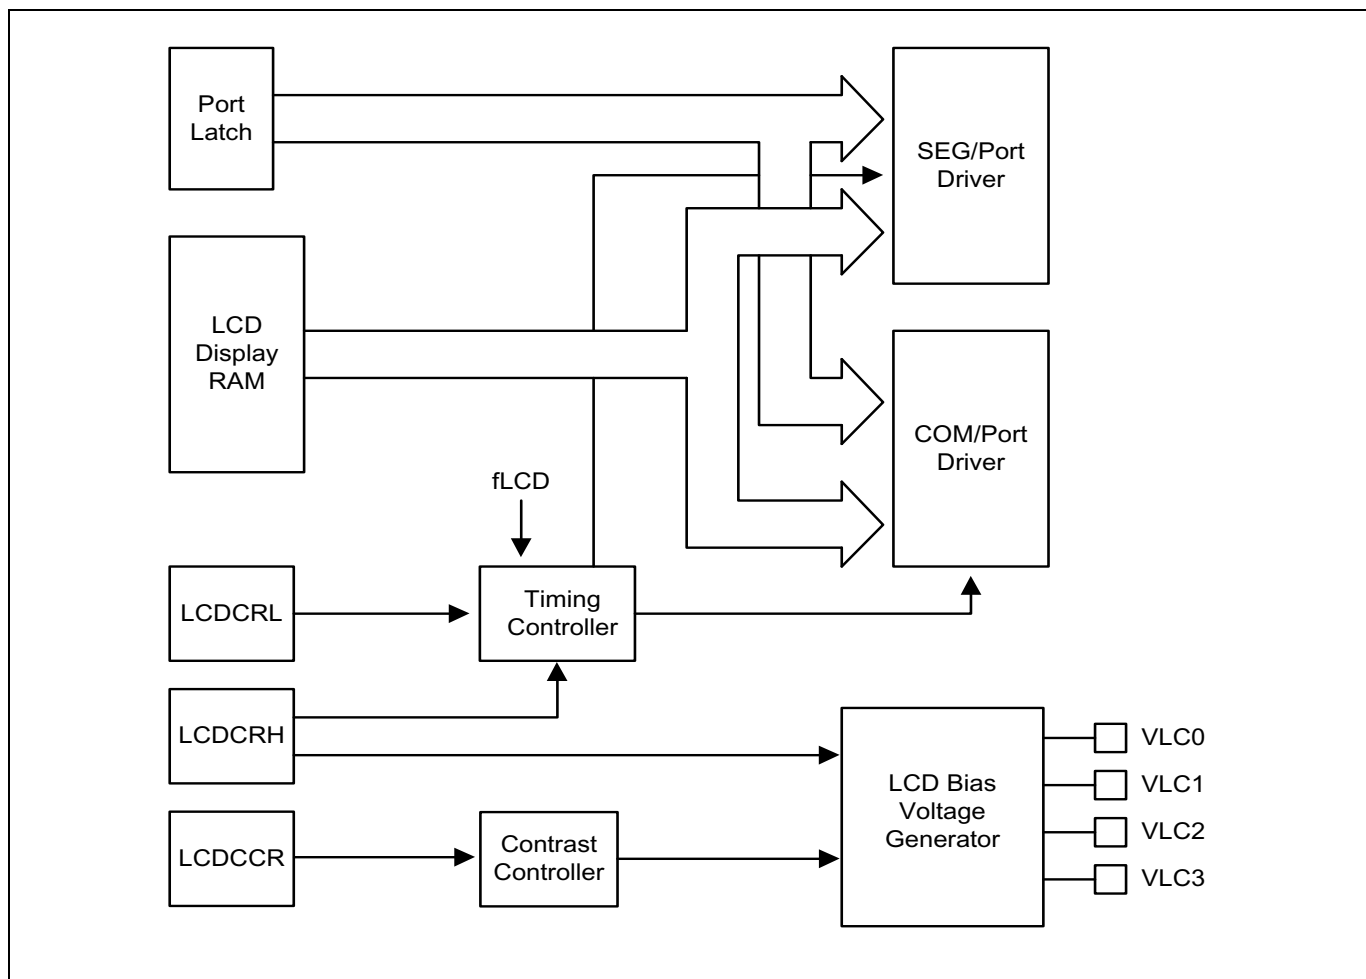 Port
Latch
SEG/Port
Driver
LCD
Display
RAM
COM/Port
Driver
fLCD
LCDCRL
Timing
Controller
LCDCRH
LCD Bias
Voltage
Generator
VLC0
VLC1
VLC2
VLC3
LCDCCR
Contrast
Controller